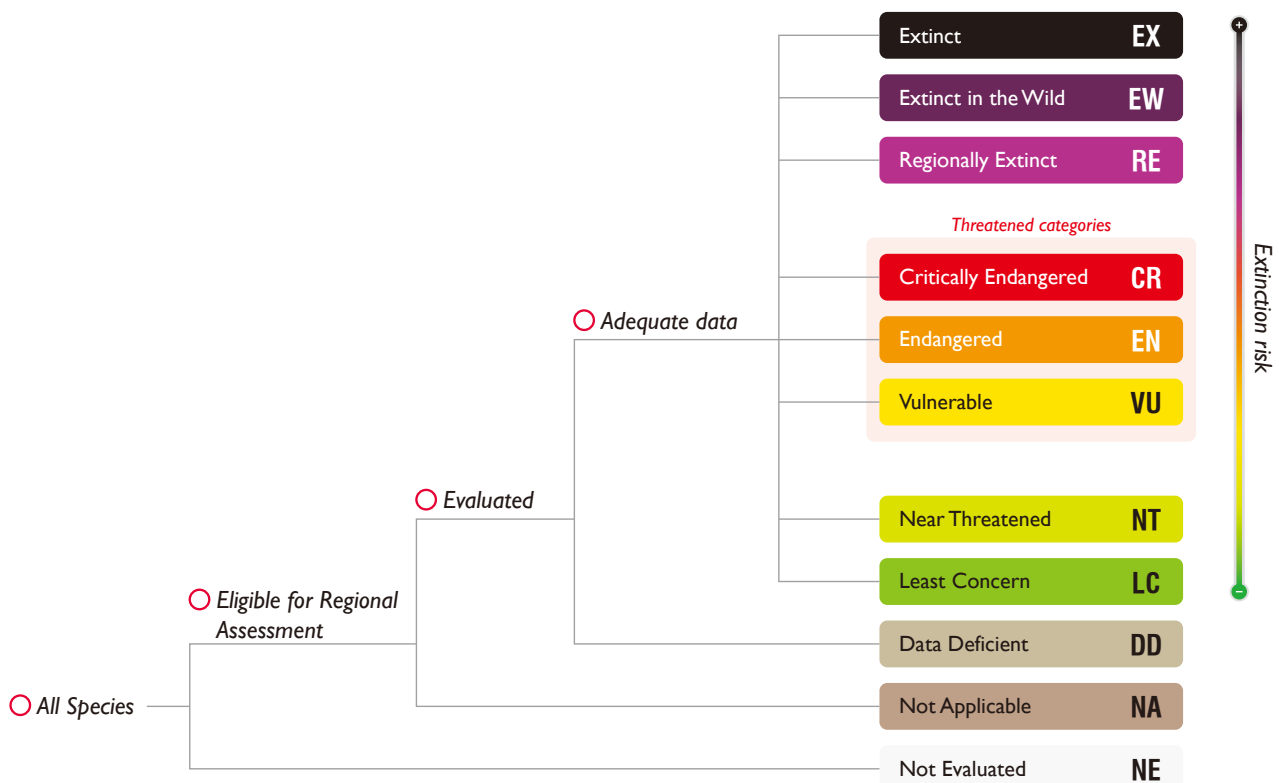 Extinct EX
Extinct in the Wild EW
Regionally Extinct RE
Threatened categories
Critically Endangered CR
Endangered EN
Vulnerable VU
Near Threatened NT
Least Concern LC
Data Deficient DD
Not Applicable NA
Not Evaluated NE
Adequate data
Evaluated
Eligible for Regional
Assessment
All Species
+
Extinction risk
−